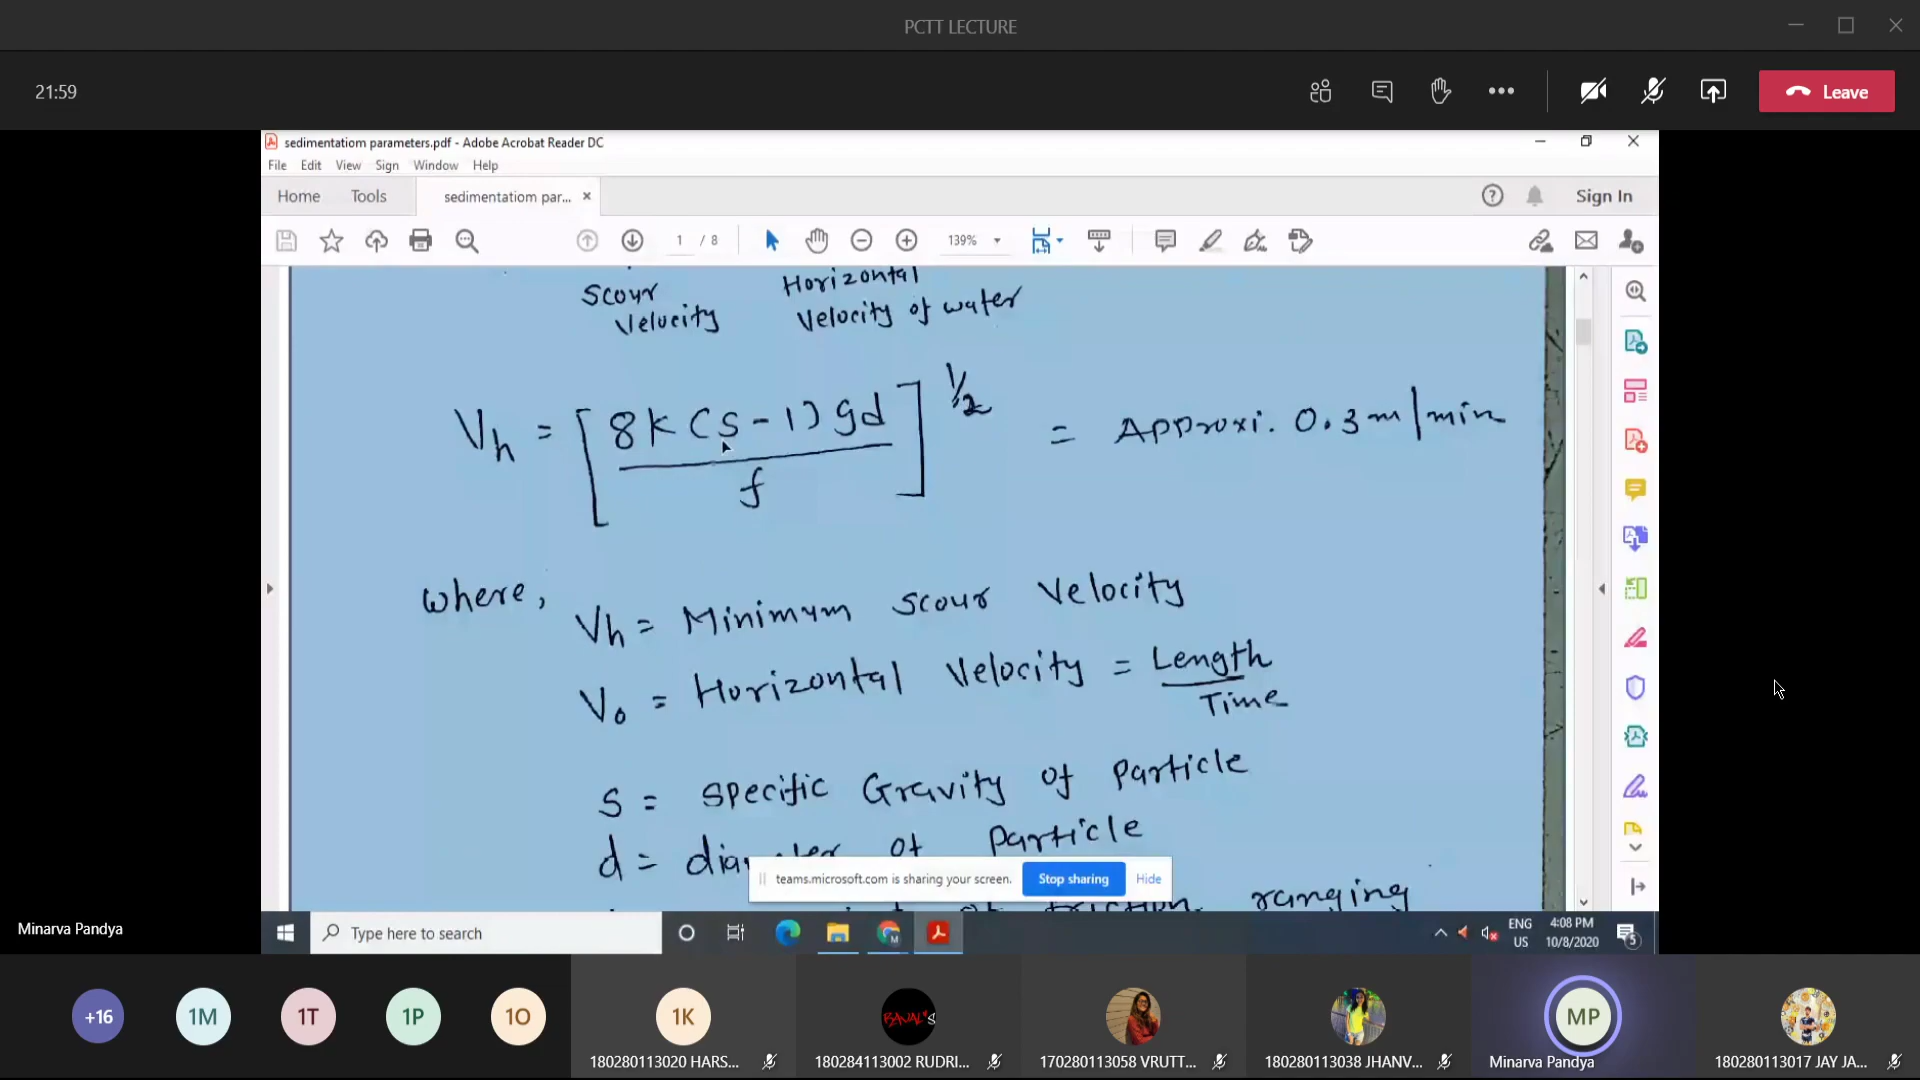 PCTT LECTURE
21:59
Leave
sedimentatiom parameters.pdf - Adobe Acrobat Reader DC
File Edit View Sign Window Help
Home Tools sedimentatiom par... × Sign In
1 / 8 139%
Scour Velocity
Horizontal Velocity of water
Vh = [8K(S-1)gd / f]^1/2 = Approxi. 0.3m/min
where,
Vh = Minimum scour Velocity
Vo = Horizontal Velocity = Length / Time
S = Specific Gravity of Particle
d = of Particle
ranging
teams.microsoft.com is sharing your screen. Stop sharing Hide
Minarva Pandya
Type here to search
ENG US
4:08 PM
10/8/2020
5
+16 1M 1T 1P 1O 1K MP
180280113020 HARS... 180284113002 RUDRI... 170280113058 VRUTT... 180280113038 JHANV... Minarva Pandya 180280113017 JAY JA...